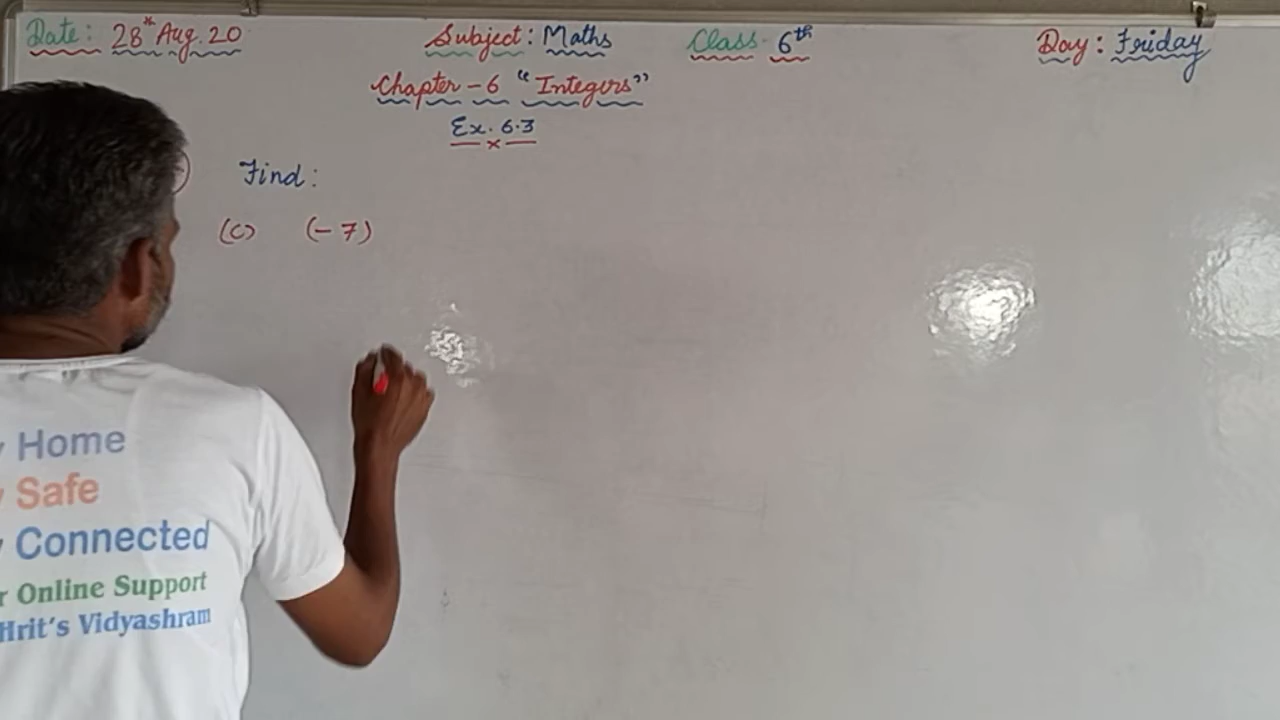 Date: 28th Aug. 20 Subject: Maths Class- 6th Day: Friday
Chapter-6 "Integers"
Ex. 6.3
×
Find:
(c) (-7)
Home
Safe
Connected
Online Support
Hrit's Vidyashram